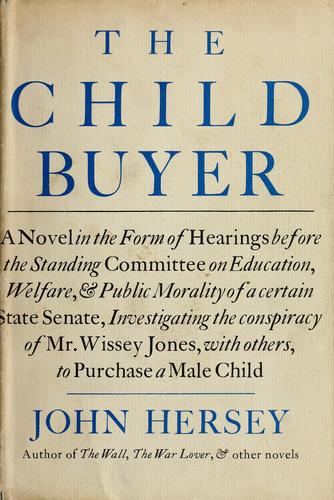 THE
CHILD
BUYER
A Novel in the Form of Hearings before
the Standing Committee on Education,
Welfare, & Public Morality of a certain
State Senate, Investigating the conspiracy
of Mr. Wissey Jones, with others,
to Purchase a Male Child
JOHN HERSEY
Author of The Wall, The War Lover, & other novels